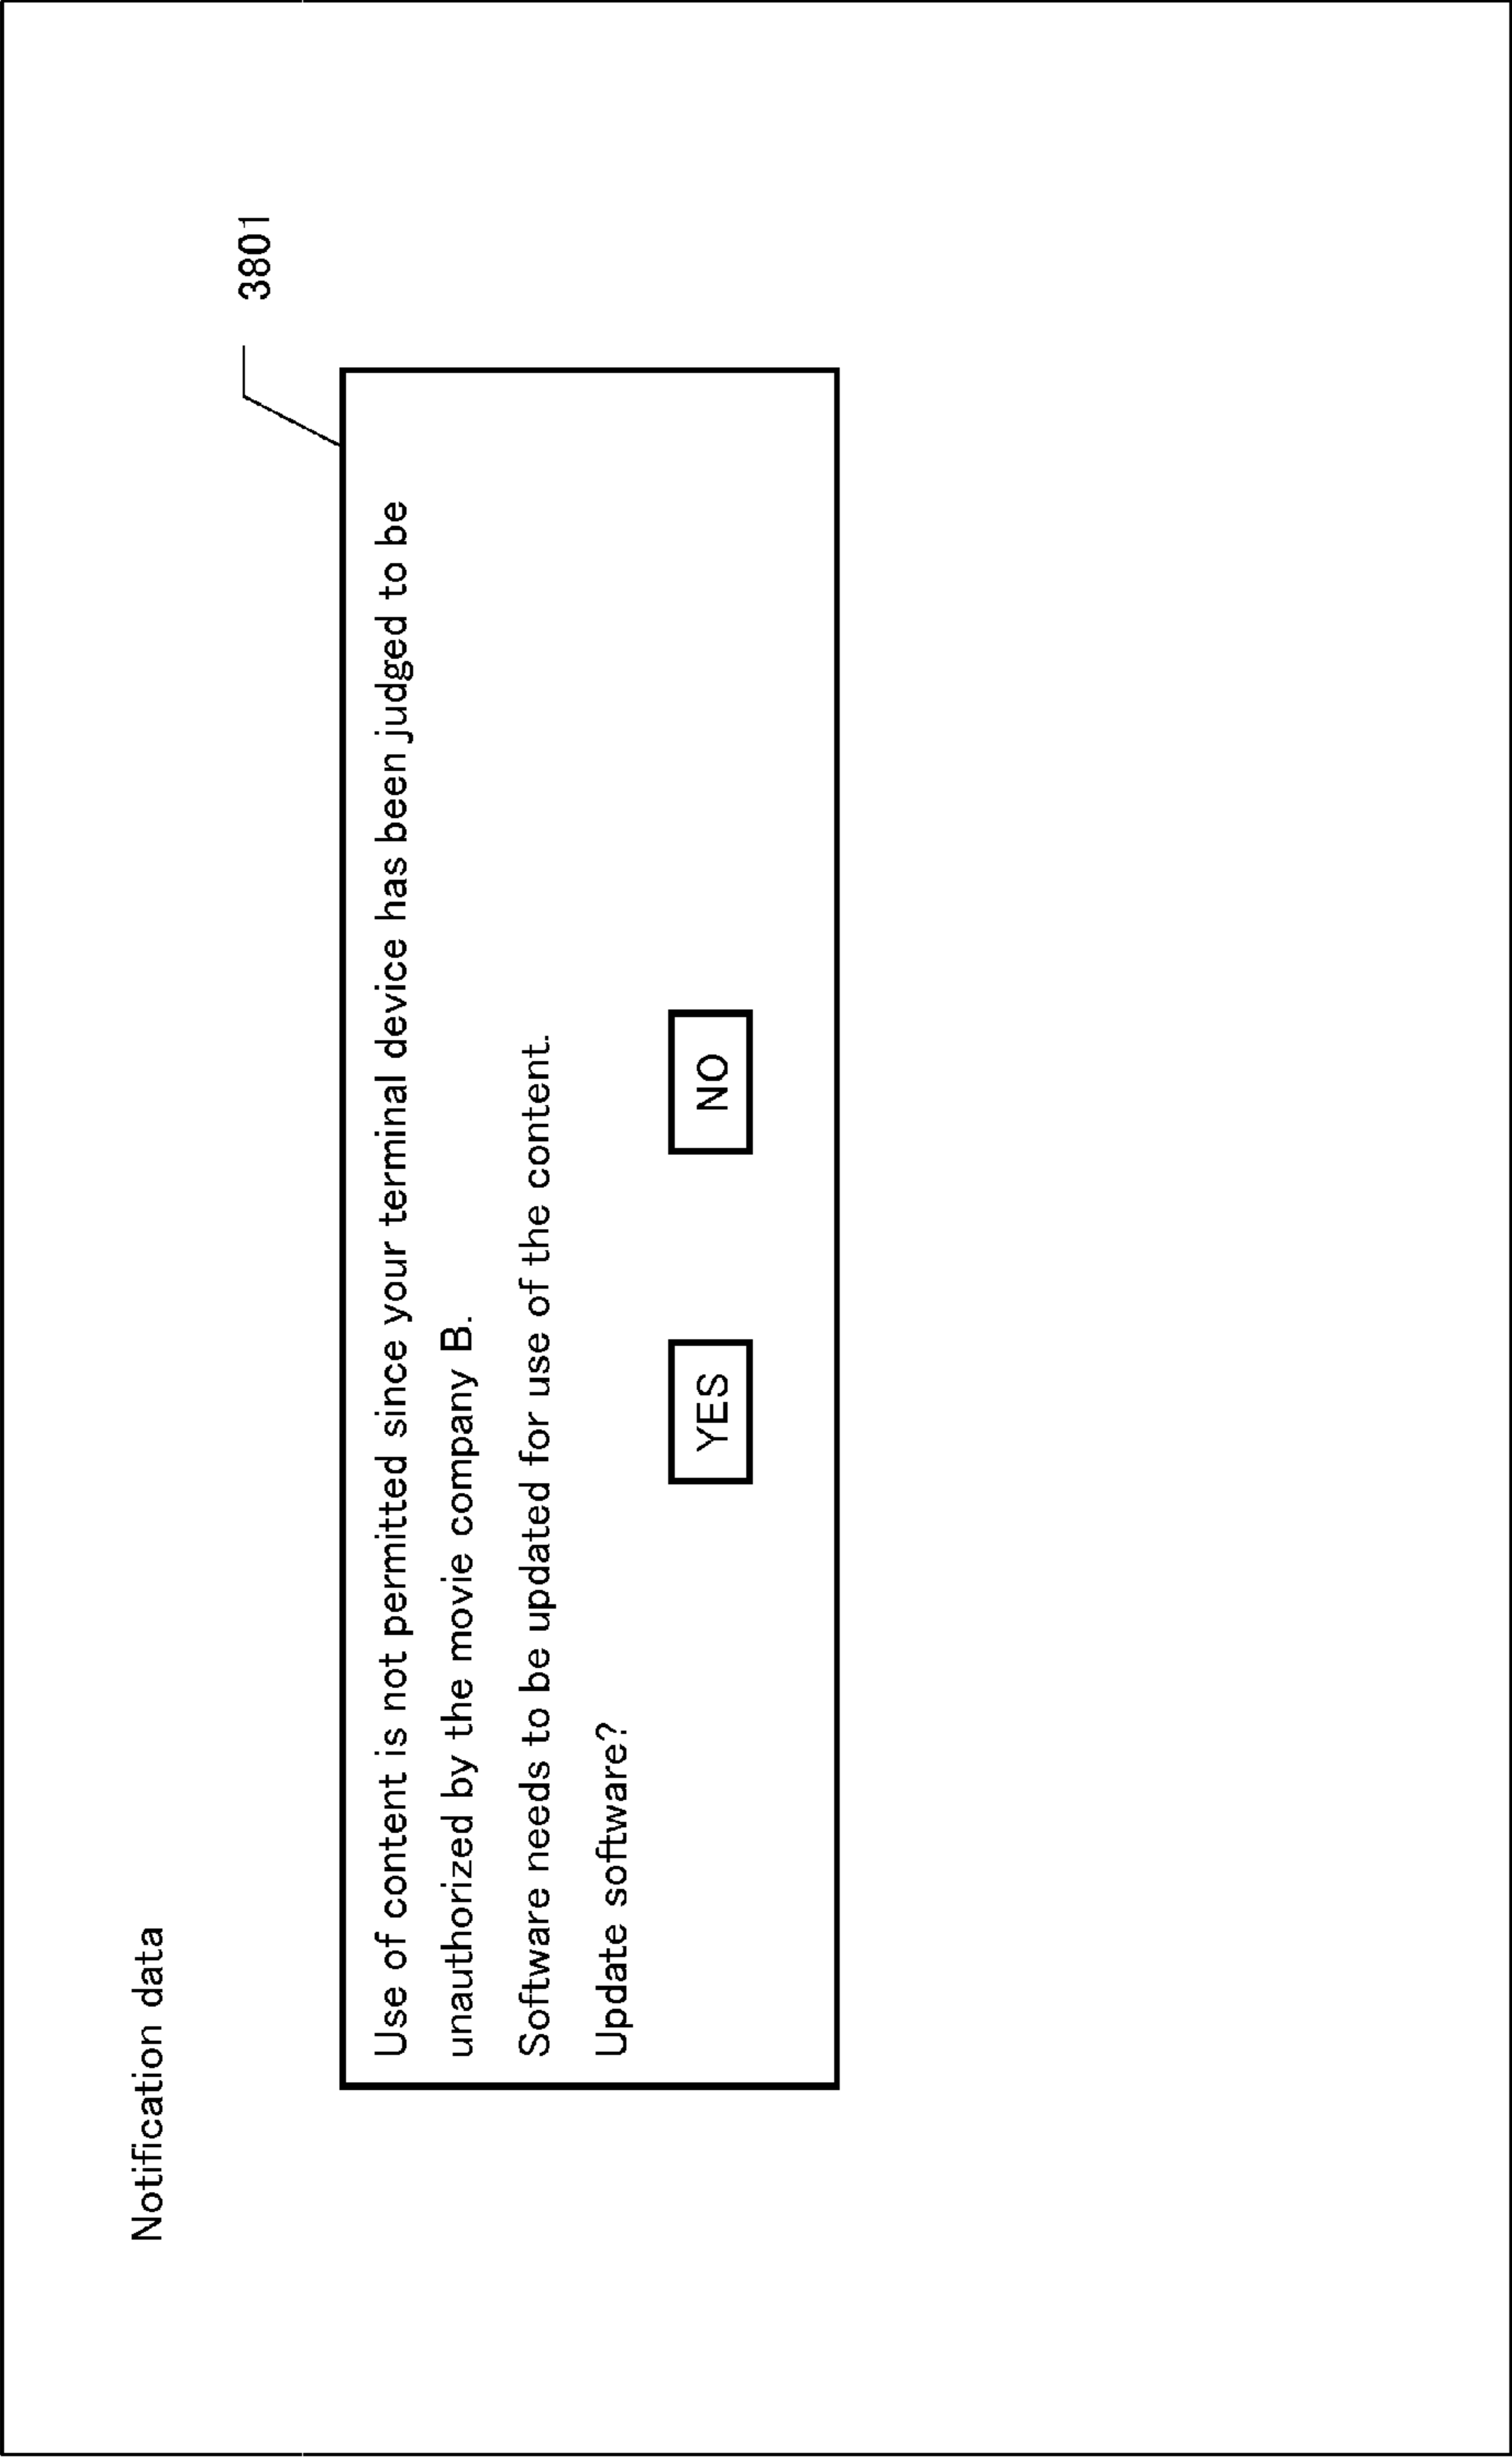 Notification data
3801
Use of content is not permitted since your terminal device has been judged to be
unauthorized by the movie company B.
Software needs to be updated for use of the content.
Update software?
YES NO